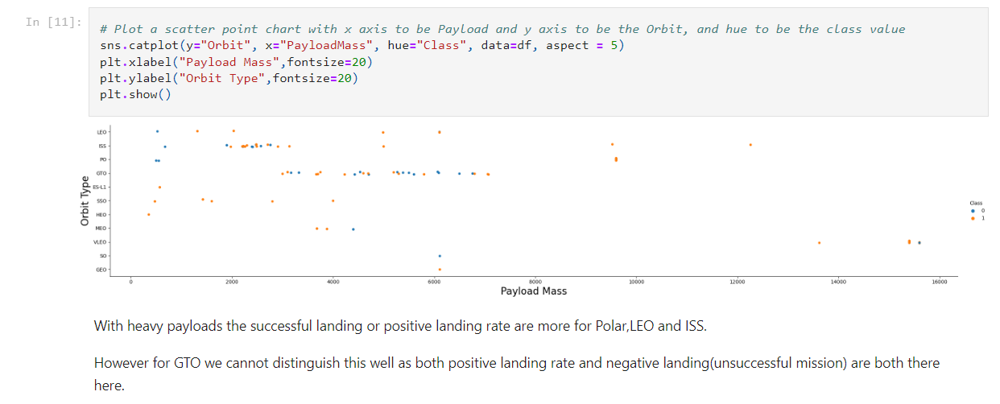 In [11]:
# Plot a scatter point chart with x axis to be Payload and y axis to be the Orbit, and hue to be the class value
sns.catplot(y="Orbit", x="PayloadMass", hue="Class", data=df, aspect = 5)
plt.xlabel("Payload Mass",fontsize=20)
plt.ylabel("Orbit Type",fontsize=20)
plt.show()
Orbit Type
LEO
ISS
PO
GTO
ES-L1
SSO
HEO
MEO
VLEO
SO
GEO
Class
0
1
0 2000 4000 6000 8000 10000 12000 14000 16000
Payload Mass
With heavy payloads the successful landing or positive landing rate are more for Polar,LEO and ISS.
However for GTO we cannot distinguish this well as both positive landing rate and negative landing(unsuccessful mission) are both there
here.